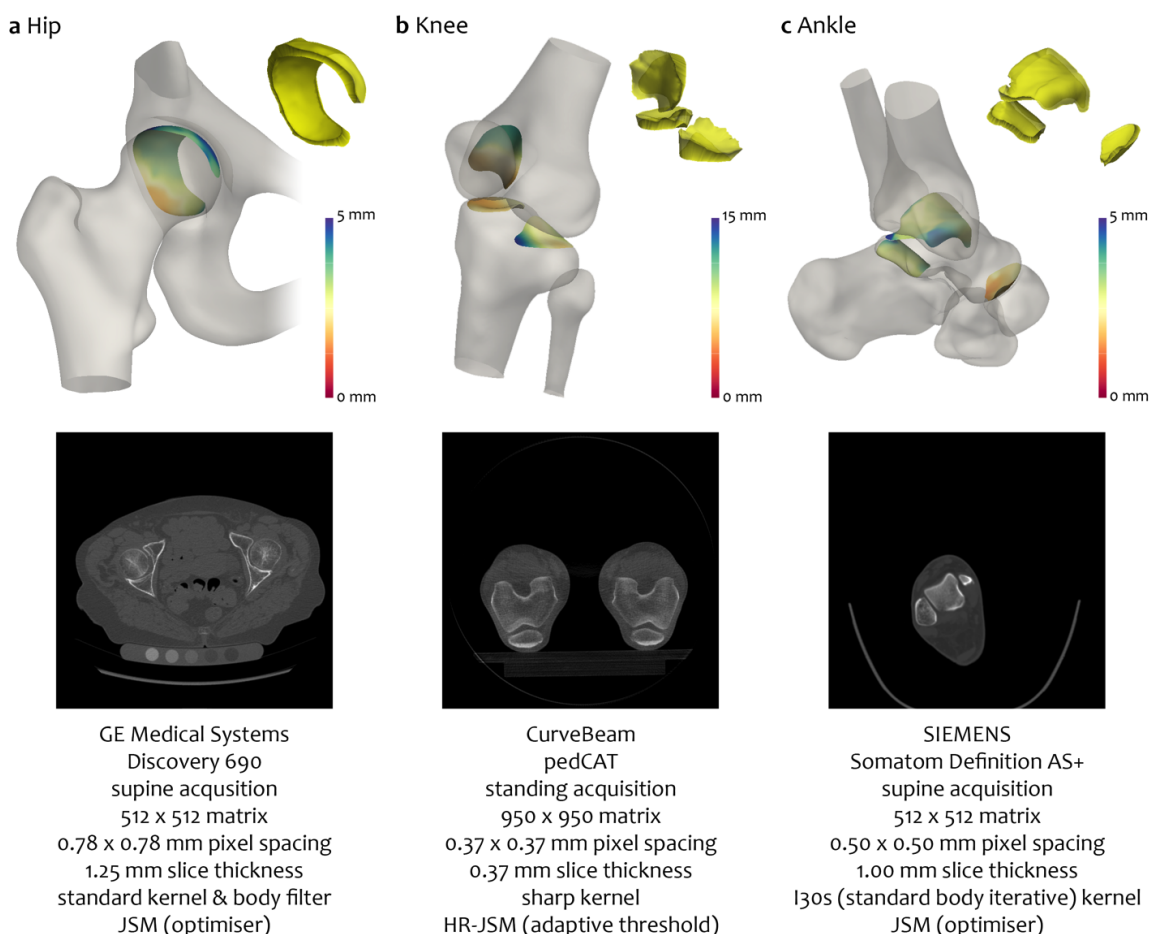 a Hip
b Knee
c Ankle
5 mm
0 mm
15 mm
0 mm
5 mm
0 mm
GE Medical Systems
Discovery 690
supine acqusition
512 x 512 matrix
0.78 x 0.78 mm pixel spacing
1.25 mm slice thickness
standard kernel & body filter
JSM (optimiser)
CurveBeam
pedCAT
standing acquisition
950 x 950 matrix
0.37 x 0.37 mm pixel spacing
0.37 mm slice thickness
sharp kernel
HR-JSM (adaptive threshold)
SIEMENS
Somatom Definition AS+
supine acquisition
512 x 512 matrix
0.50 x 0.50 mm pixel spacing
1.00 mm slice thickness
I30s (standard body iterative) kernel
JSM (optimiser)